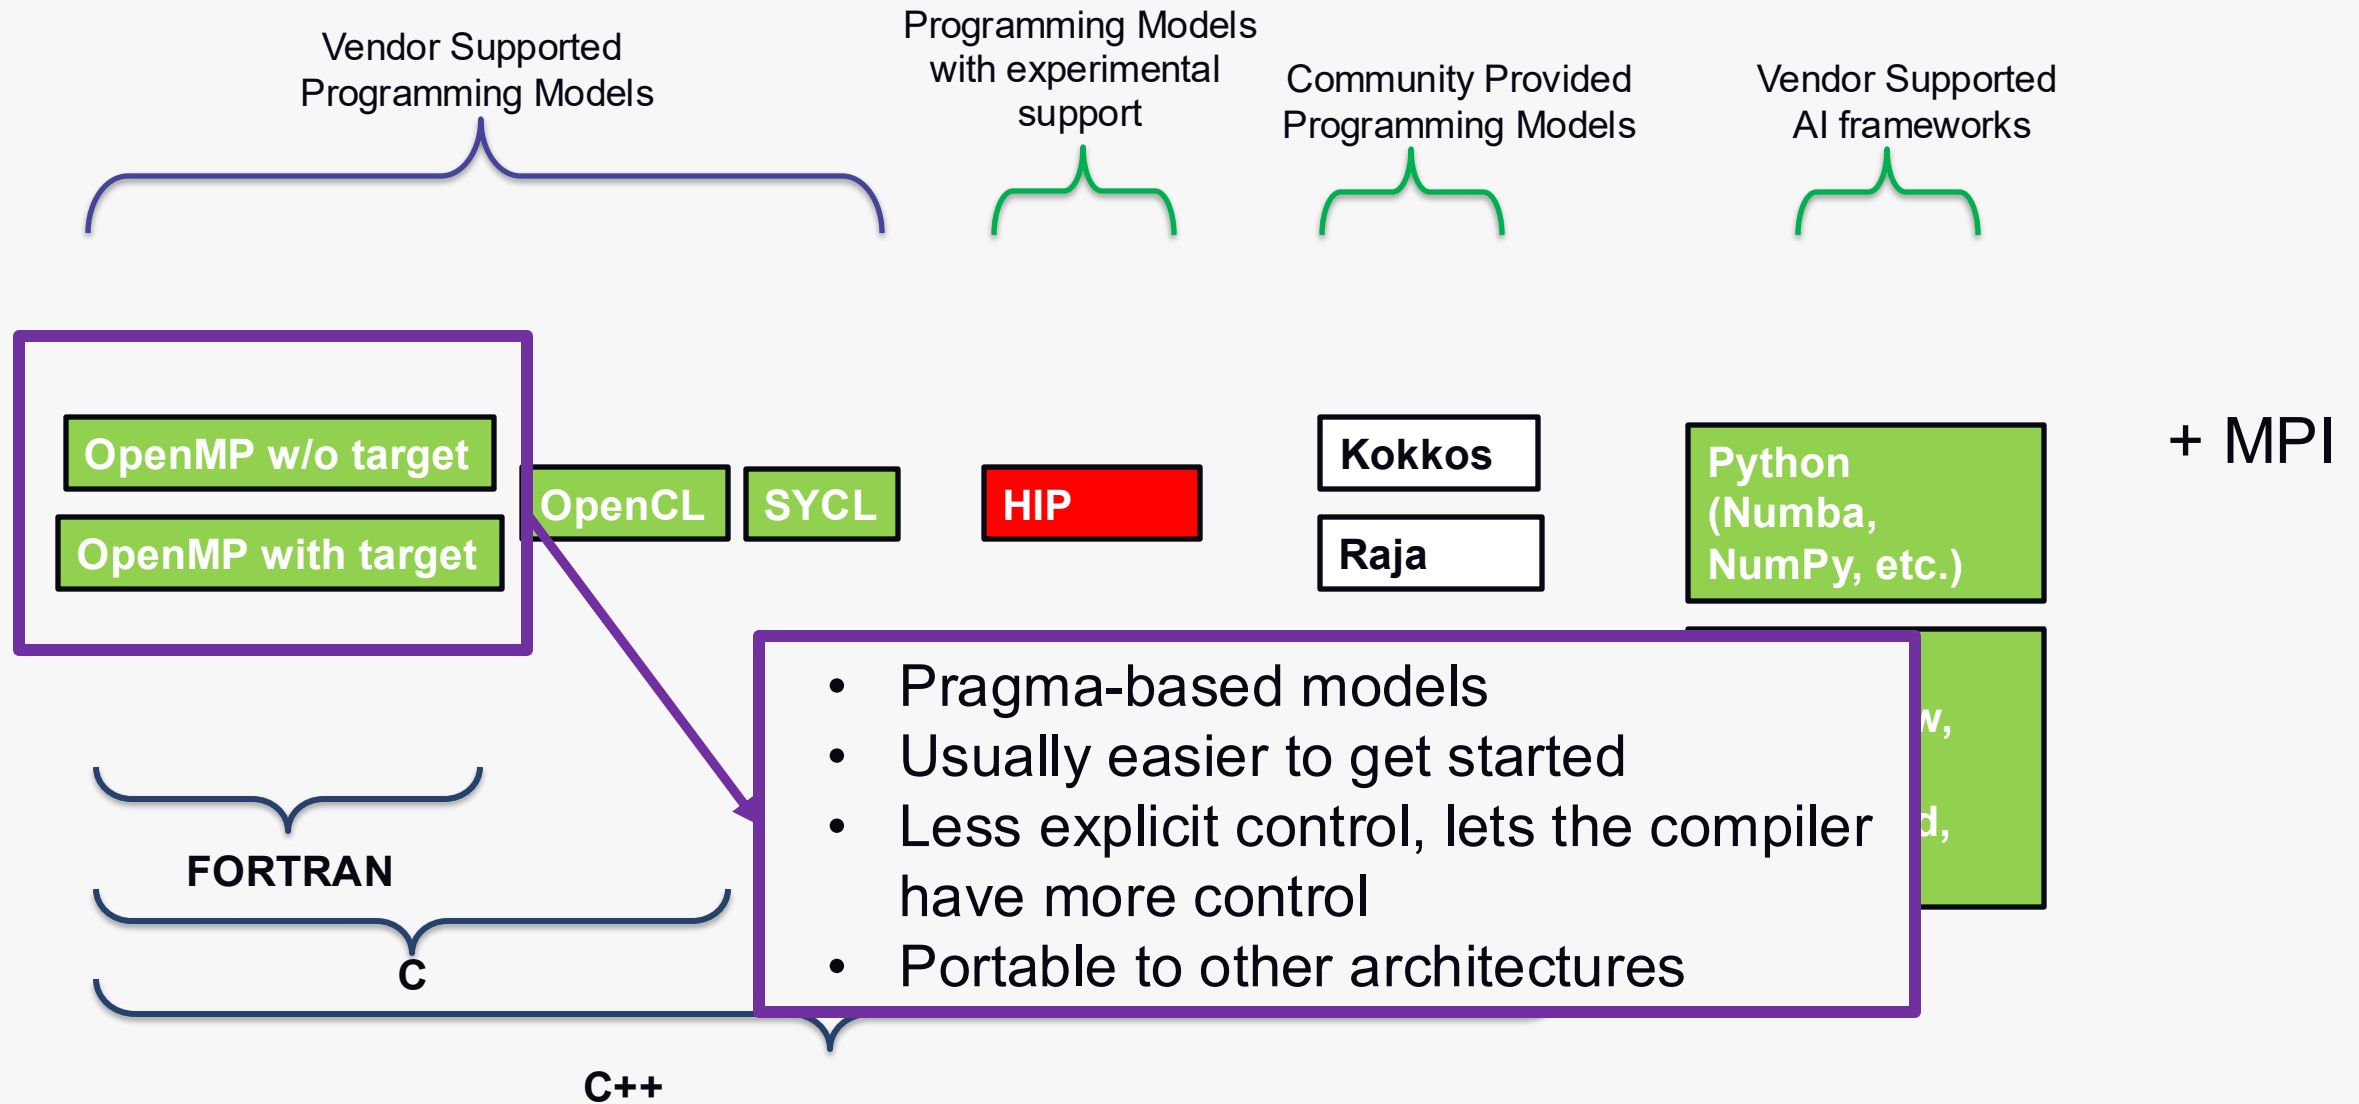 Vendor Supported
Programming Models
Programming Models
with experimental
support
Community Provided
Programming Models
Vendor Supported
AI frameworks
OpenMP w/o target
OpenMP with target
OpenCL
SYCL
HIP
Kokkos
Raja
Python
(Numba,
NumPy, etc.)
+ MPI
• Pragma-based models
• Usually easier to get started
• Less explicit control, lets the compiler
have more control
• Portable to other architectures
FORTRAN
C
C++